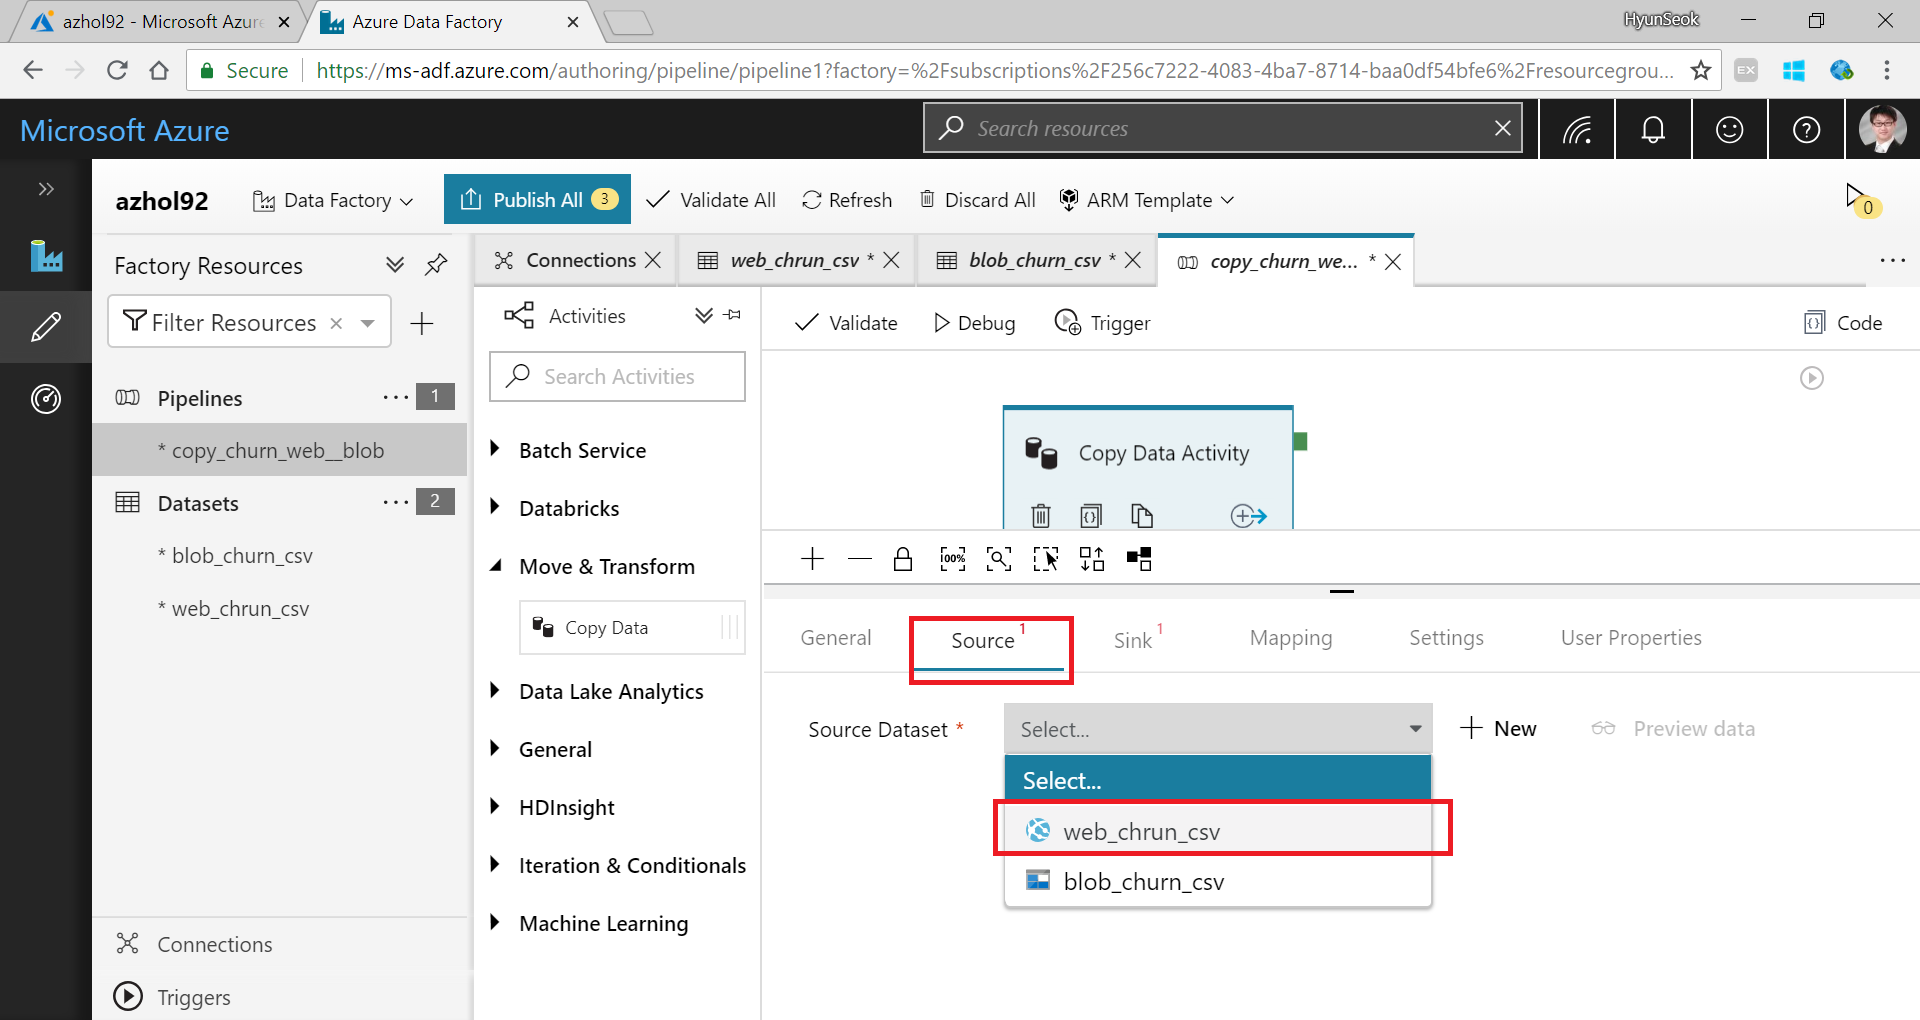 azhol92 - Microsoft Azure
Azure Data Factory
HyunSeok
Secure
https://ms-adf.azure.com/authoring/pipeline/pipeline1?factory=%2Fsubscriptions%2F256c7222-4083-4ba7-8714-baa0df54bfe6%2Fresourcegrou...
EX
Microsoft Azure
Search resources
azhol92
Data Factory
Publish All 3
Validate All
Refresh
Discard All
ARM Template
0
Factory Resources
Connections
web_chrun_csv *
blob_churn_csv *
copy_churn_we... *
Filter Resources
Activities
Validate
Debug
Trigger
Code
Search Activities
Pipelines
1
* copy_churn_web__blob
Datasets
2
* blob_churn_csv
* web_chrun_csv
Connections
Triggers
Batch Service
Databricks
Move & Transform
Copy Data
Data Lake Analytics
General
HDInsight
Iteration & Conditionals
Machine Learning
Copy Data Activity
100%
General
Source 1
Sink 1
Mapping
Settings
User Properties
Source Dataset *
Select...
New
Preview data
Select...
web_chrun_csv
blob_churn_csv